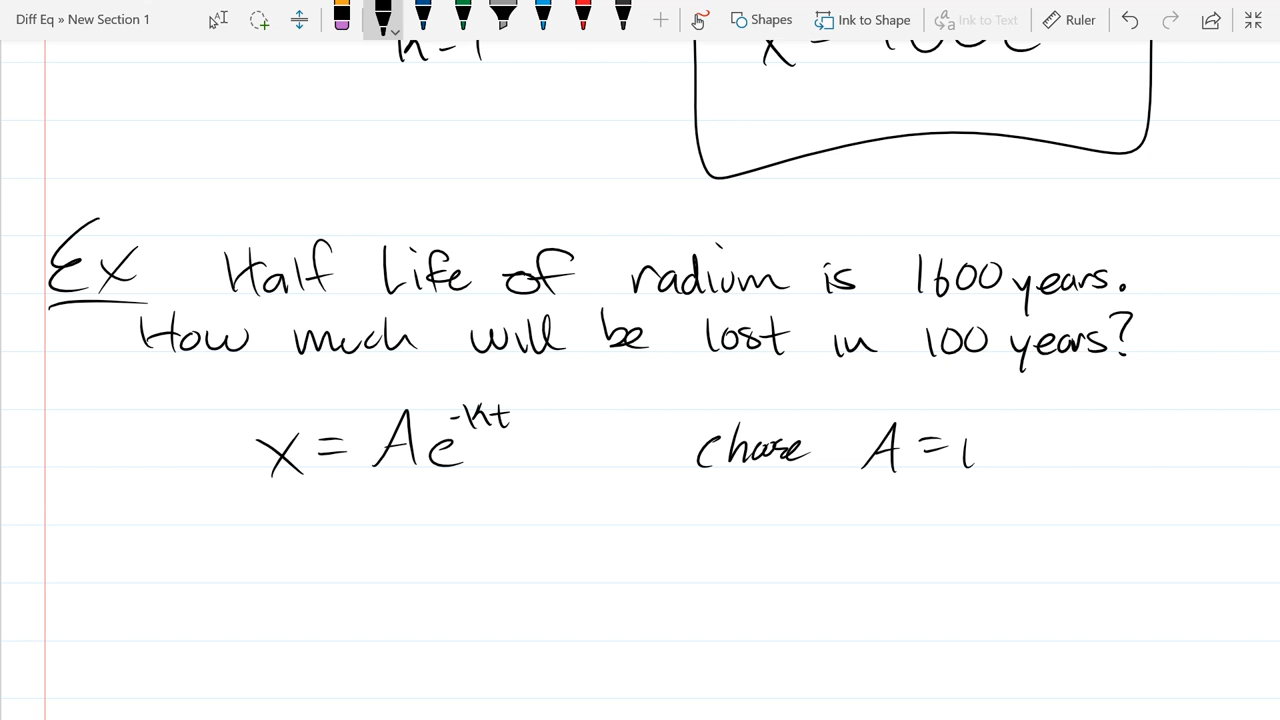 Diff Eq » New Section 1
Shapes
Ink to Shape
Ink to Text
Ruler
Ex Half Life of radium is 1600 years.
How much will be lost in 100 years?
x = Ae^-kt chose A = 1